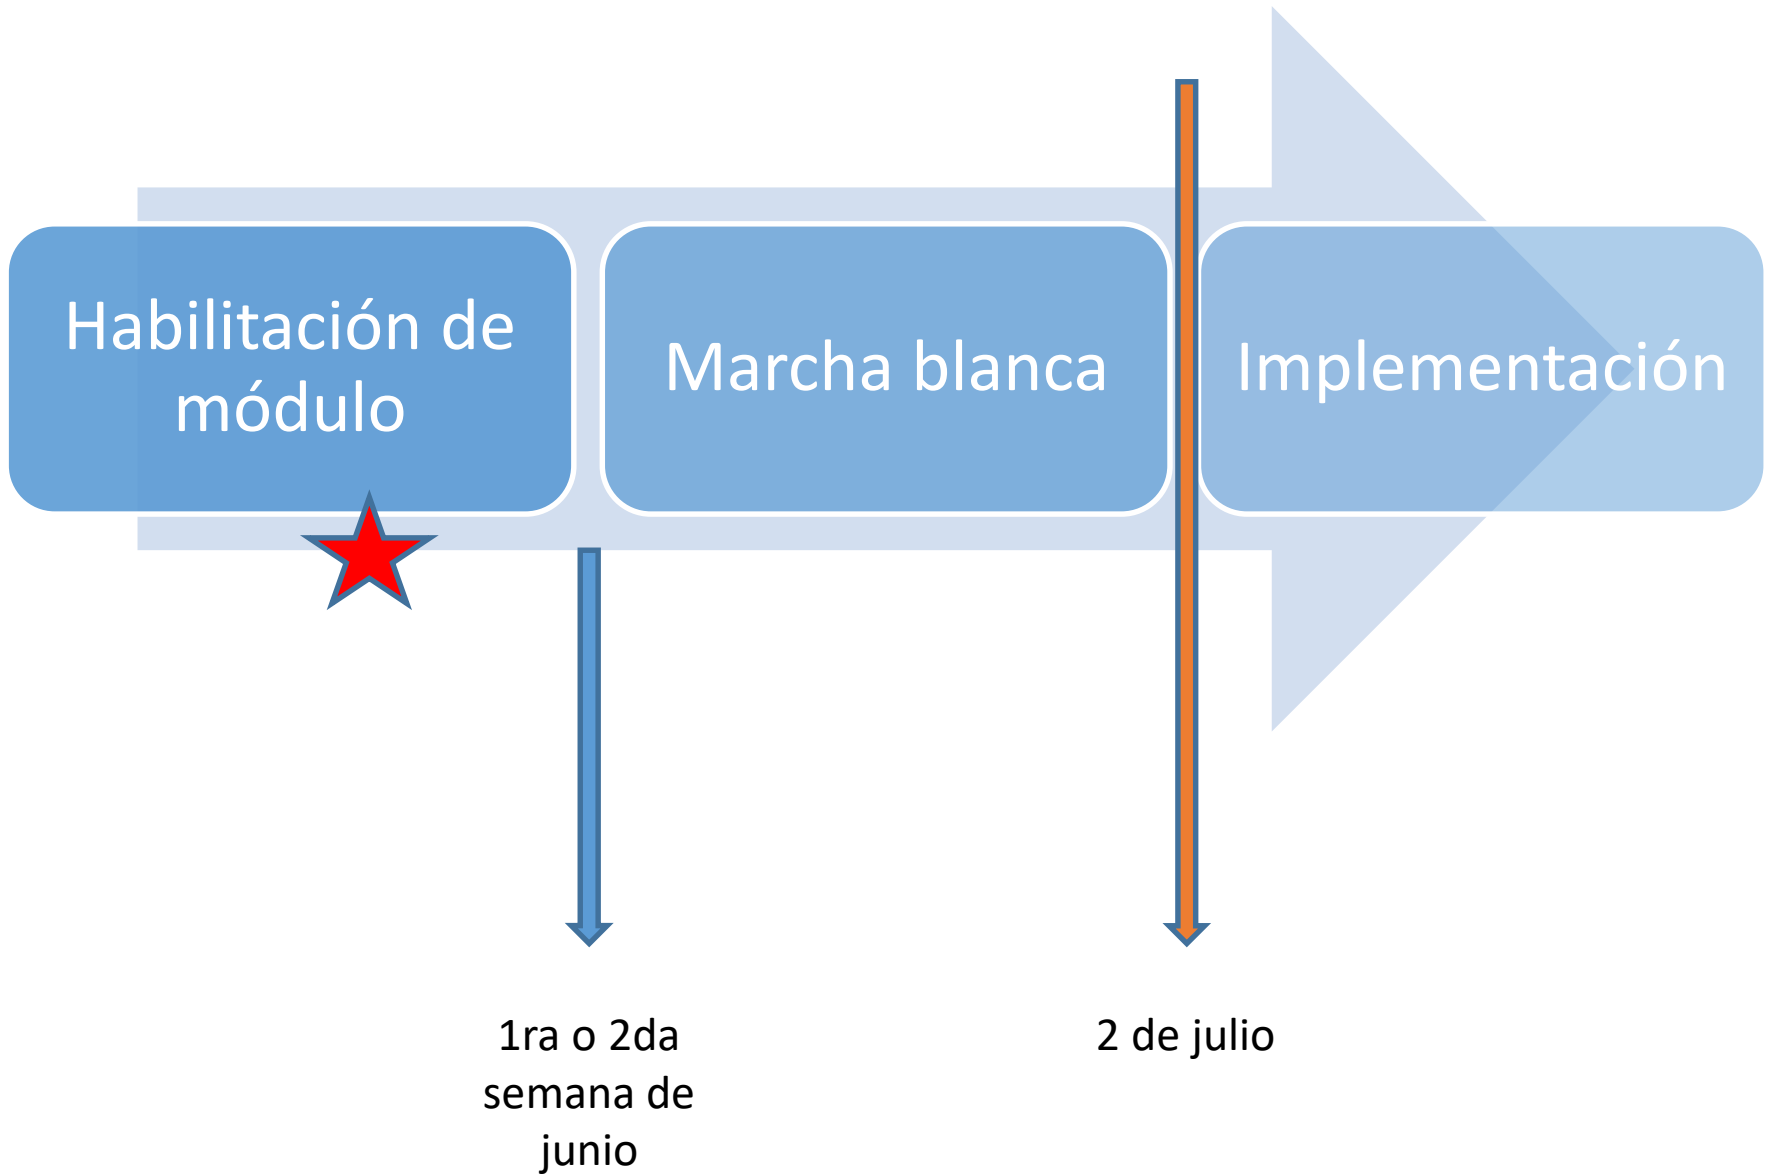 Habilitación de
módulo
Marcha blanca
Implementación
1ra o 2da
semana de
junio
2 de julio